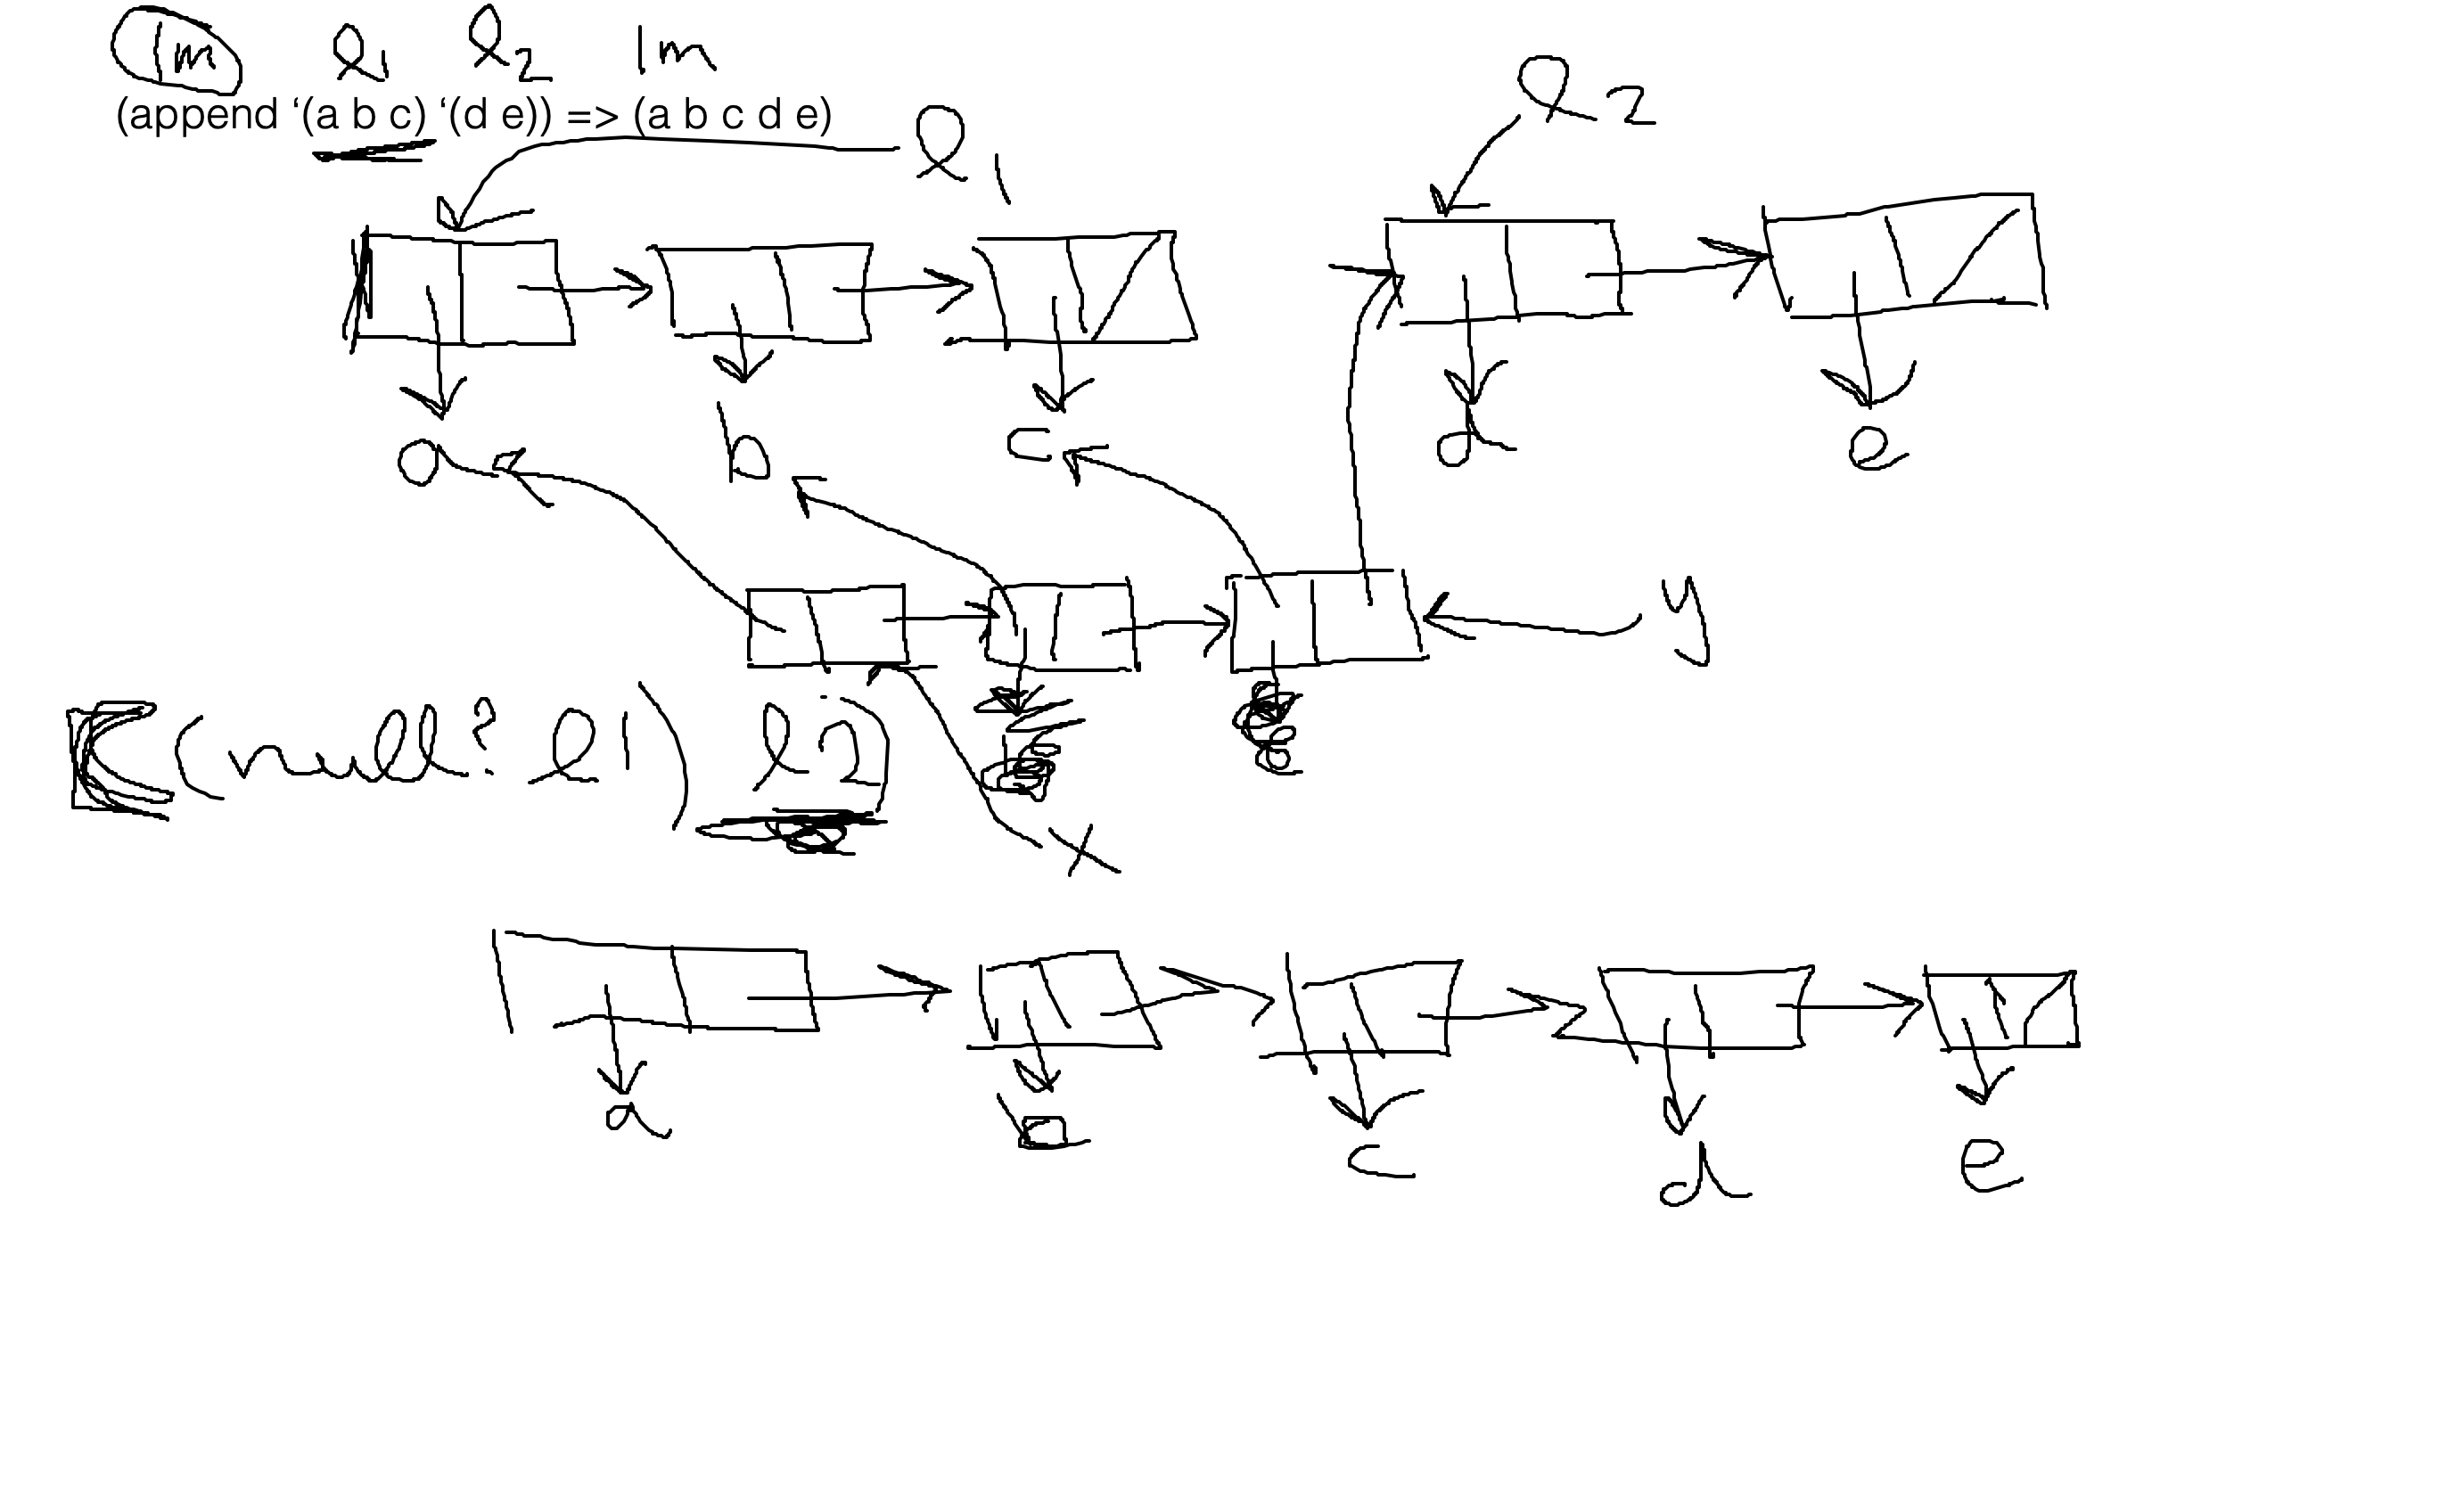 lm l1 l2 lm
(append ‘(a b c) ‘(d e)) => (a b c d e)
l1 l2
a b c d e
y
((null? l1) l2)
x
a b c d e